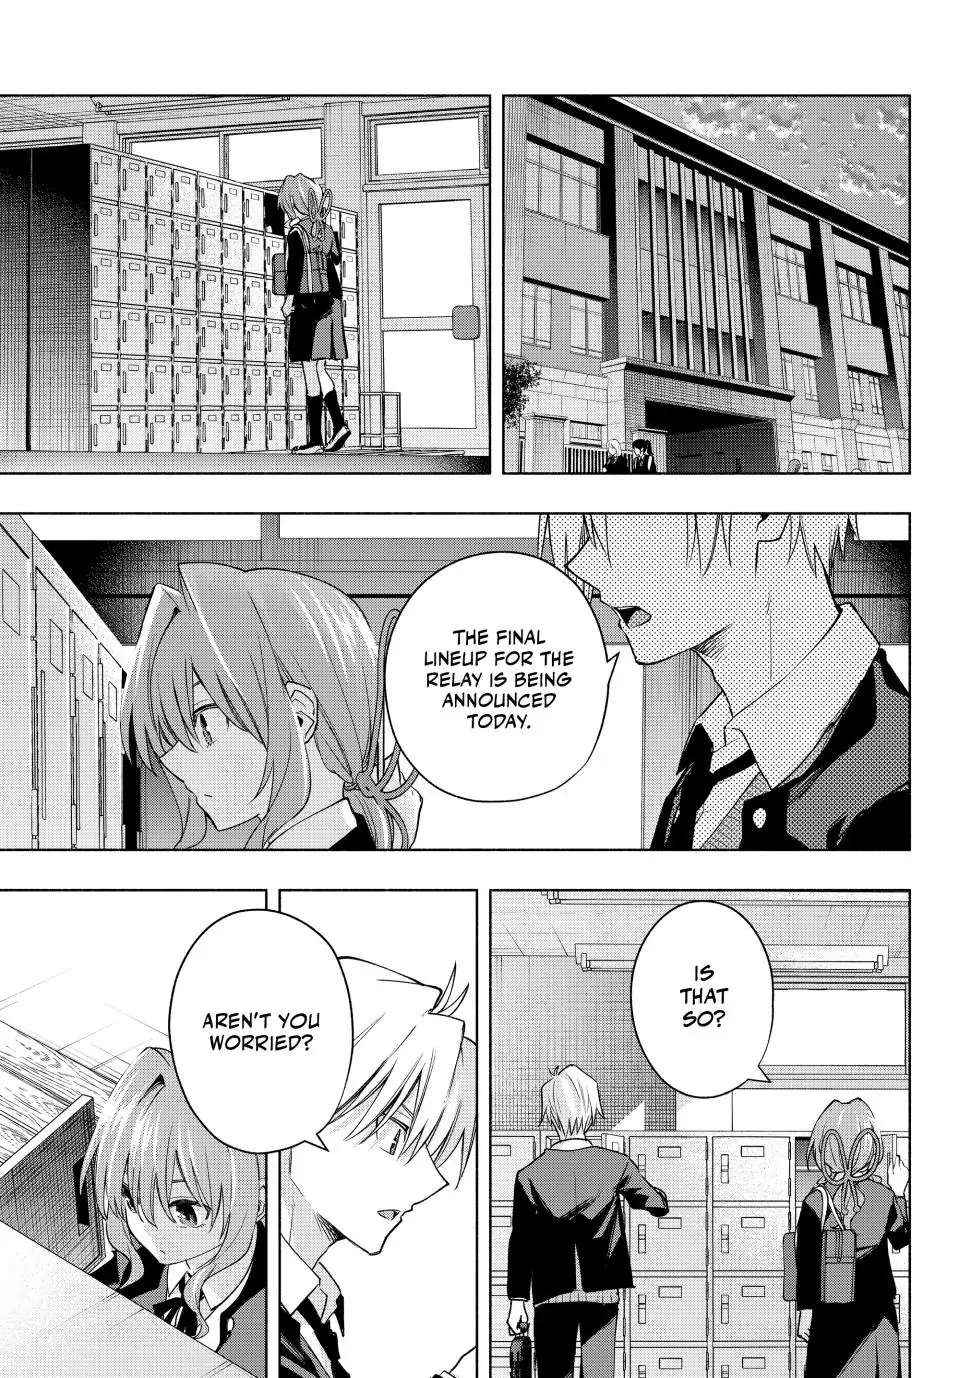 THE FINAL
LINEUP FOR THE
RELAY IS BEING
ANNOUNCED
TODAY.
IS
THAT
SO?
AREN'T YOU
WORRIED?